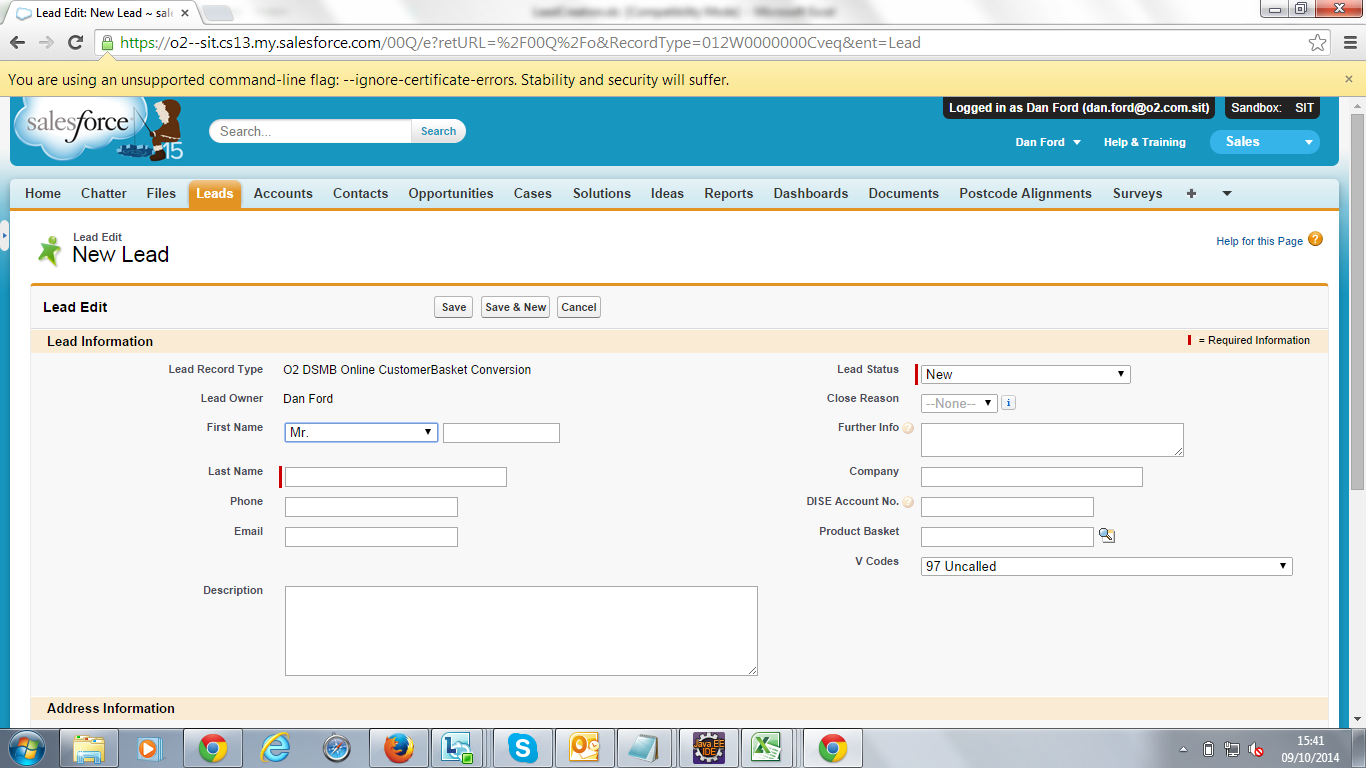 Lead Edit: New Lead ~ sal
LeadCreation.xls [Compatibility Mode] - Microsoft Excel
https://o2--sit.cs13.my.salesforce.com/00Q/e?retURL=%2F00Q%2Fo&RecordType=012W0000000Cveq&ent=Lead
You are using an unsupported command-line flag: --ignore-certificate-errors. Stability and security will suffer.
salesforce
15
Search...
Search
Logged in as Dan Ford (dan.ford@o2.com.sit)
Sandbox: SIT
Dan Ford
Help & Training
Sales
Home Chatter Files Leads Accounts Contacts Opportunities Cases Solutions Ideas Reports Dashboards Documents Postcode Alignments Surveys
Lead Edit
New Lead
Help for this Page
Lead Edit
Save
Save & New
Cancel
Lead Information
= Required Information
Lead Record Type O2 DSMB Online CustomerBasket Conversion
Lead Status New
Lead Owner Dan Ford
Close Reason --None--
First Name Mr.
Further Info
Last Name
Company
Phone
DISE Account No.
Email
Product Basket
V Codes 97 Uncalled
Description
Address Information
Java EE
IDE
15:41
09/10/2014